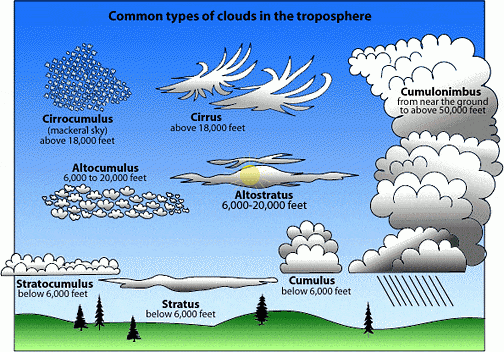 Common types of clouds in the troposphere
Cirrocumulus
(mackeral sky)
above 18,000 feet
Cirrus
above 18,000 feet
Cumulonimbus
from near the ground
to above 50,000 feet
Altocumulus
6,000 to 20,000 feet
Altostratus
6,000-20,000 feet
Stratocumulus
below 6,000 feet
Stratus
below 6,000 feet
Cumulus
below 6,000 feet